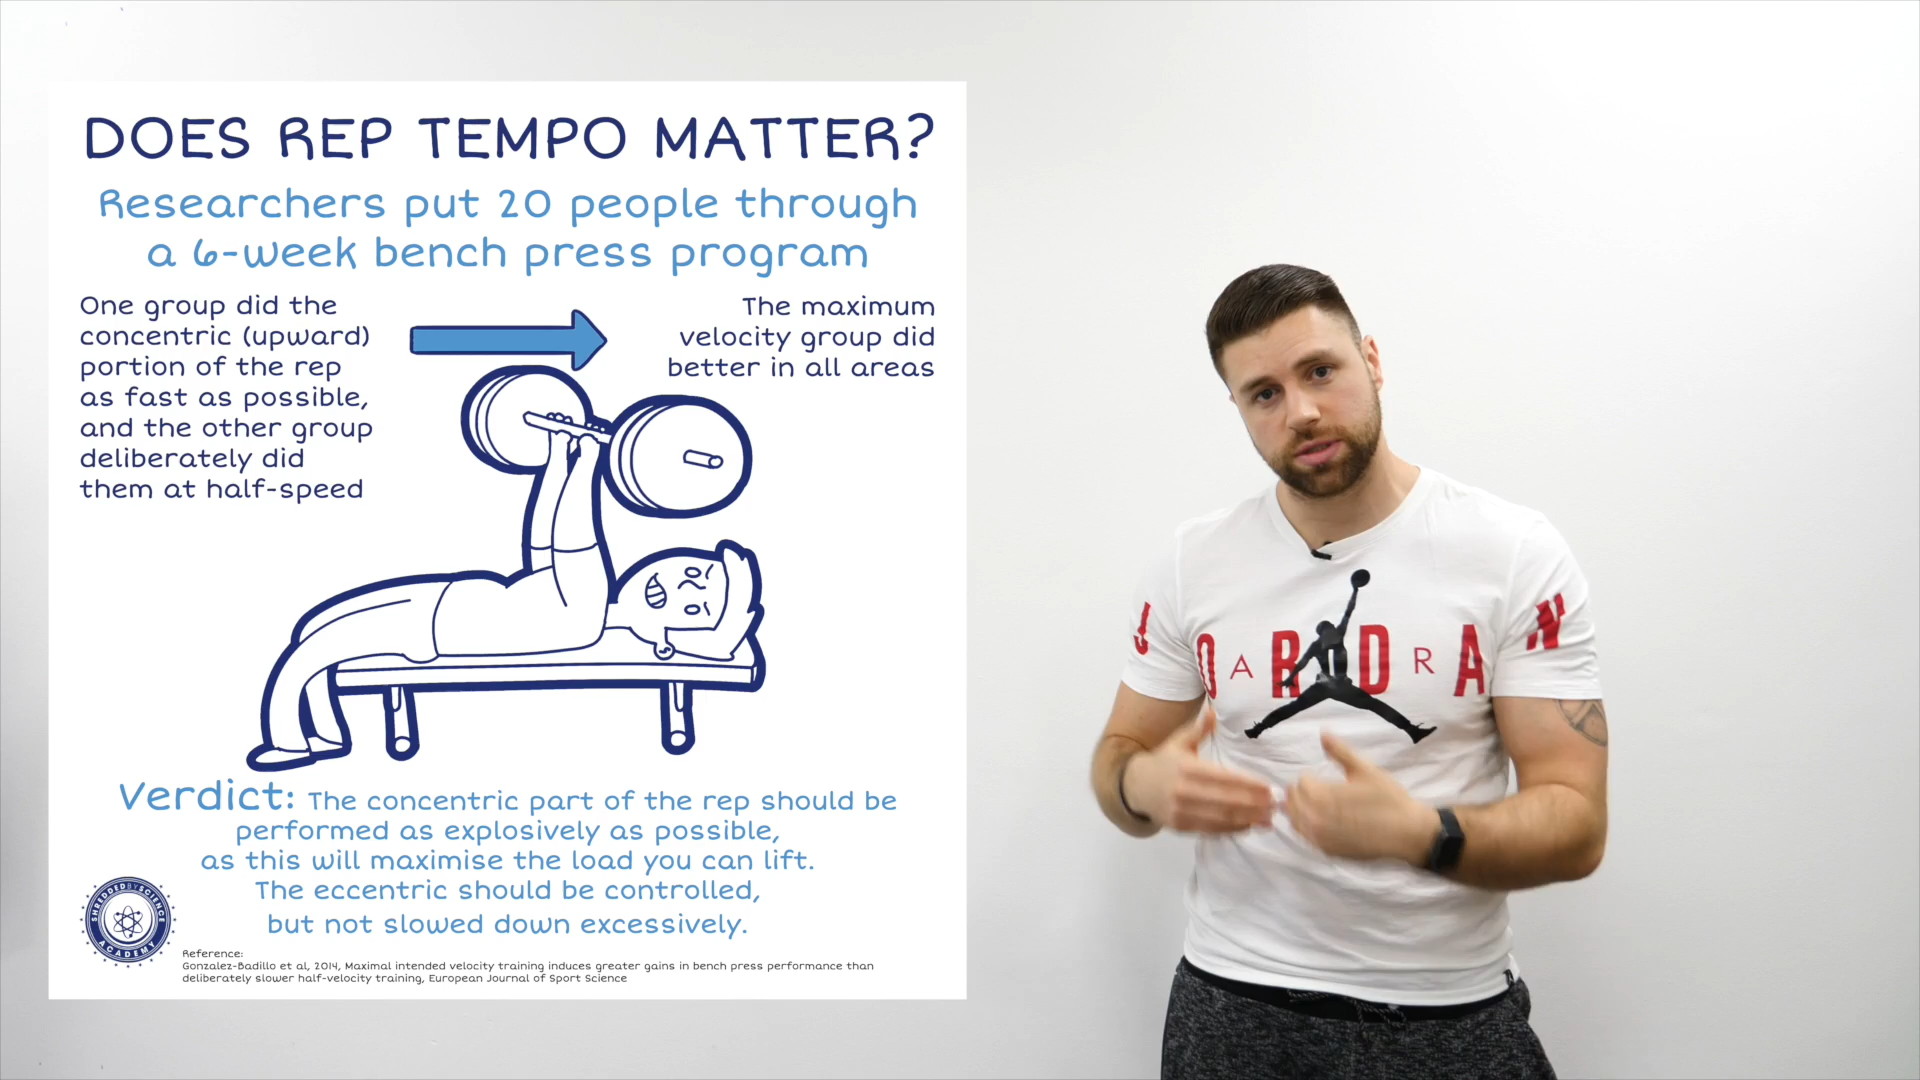 DOES REP TEMPO MATTER?
Researchers put 20 people through
a 6-week bench press program
One group did the
concentric (upward)
portion of the rep
as fast as possible,
and the other group
deliberately did
them at half-speed
The maximum
velocity group did
better in all areas
Verdict: The concentric part of the rep should be
performed as explosively as possible,
as this will maximise the load you can lift.
The eccentric should be controlled,
but not slowed down excessively.
SHREDDEDBYSCIENCE
ACADEMY
Reference:
Gonzalez-Badillo et al, 2014, Maximal intended velocity training induces greater gains in bench press performance than
deliberately slower half-velocity training, European Journal of Sport Science
J O A R D R A N